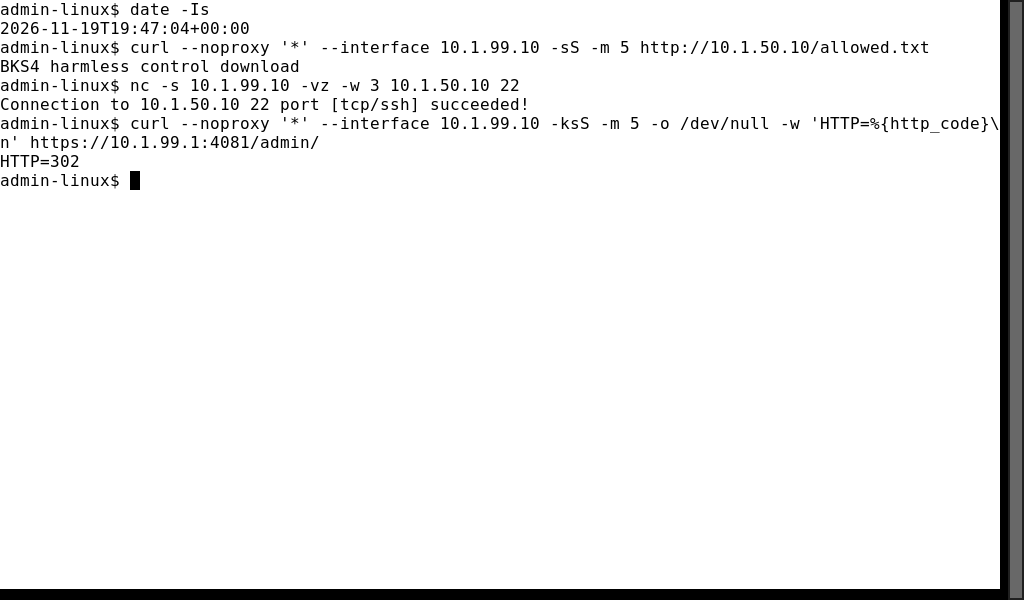 admin-linux$ date -Is
2026-11-19T19:47:04+00:00
admin-linux$ curl --noproxy '*' --interface 10.1.99.10 -sS -m 5 http://10.1.50.10/allowed.txt
BKS4 harmless control download
admin-linux$ nc -s 10.1.99.10 -vz -w 3 10.1.50.10 22
Connection to 10.1.50.10 22 port [tcp/ssh] succeeded!
admin-linux$ curl --noproxy '*' --interface 10.1.99.10 -ksS -m 5 -o /dev/null -w 'HTTP=%{http_code}\
n' https://10.1.99.1:4081/admin/
HTTP=302
admin-linux$